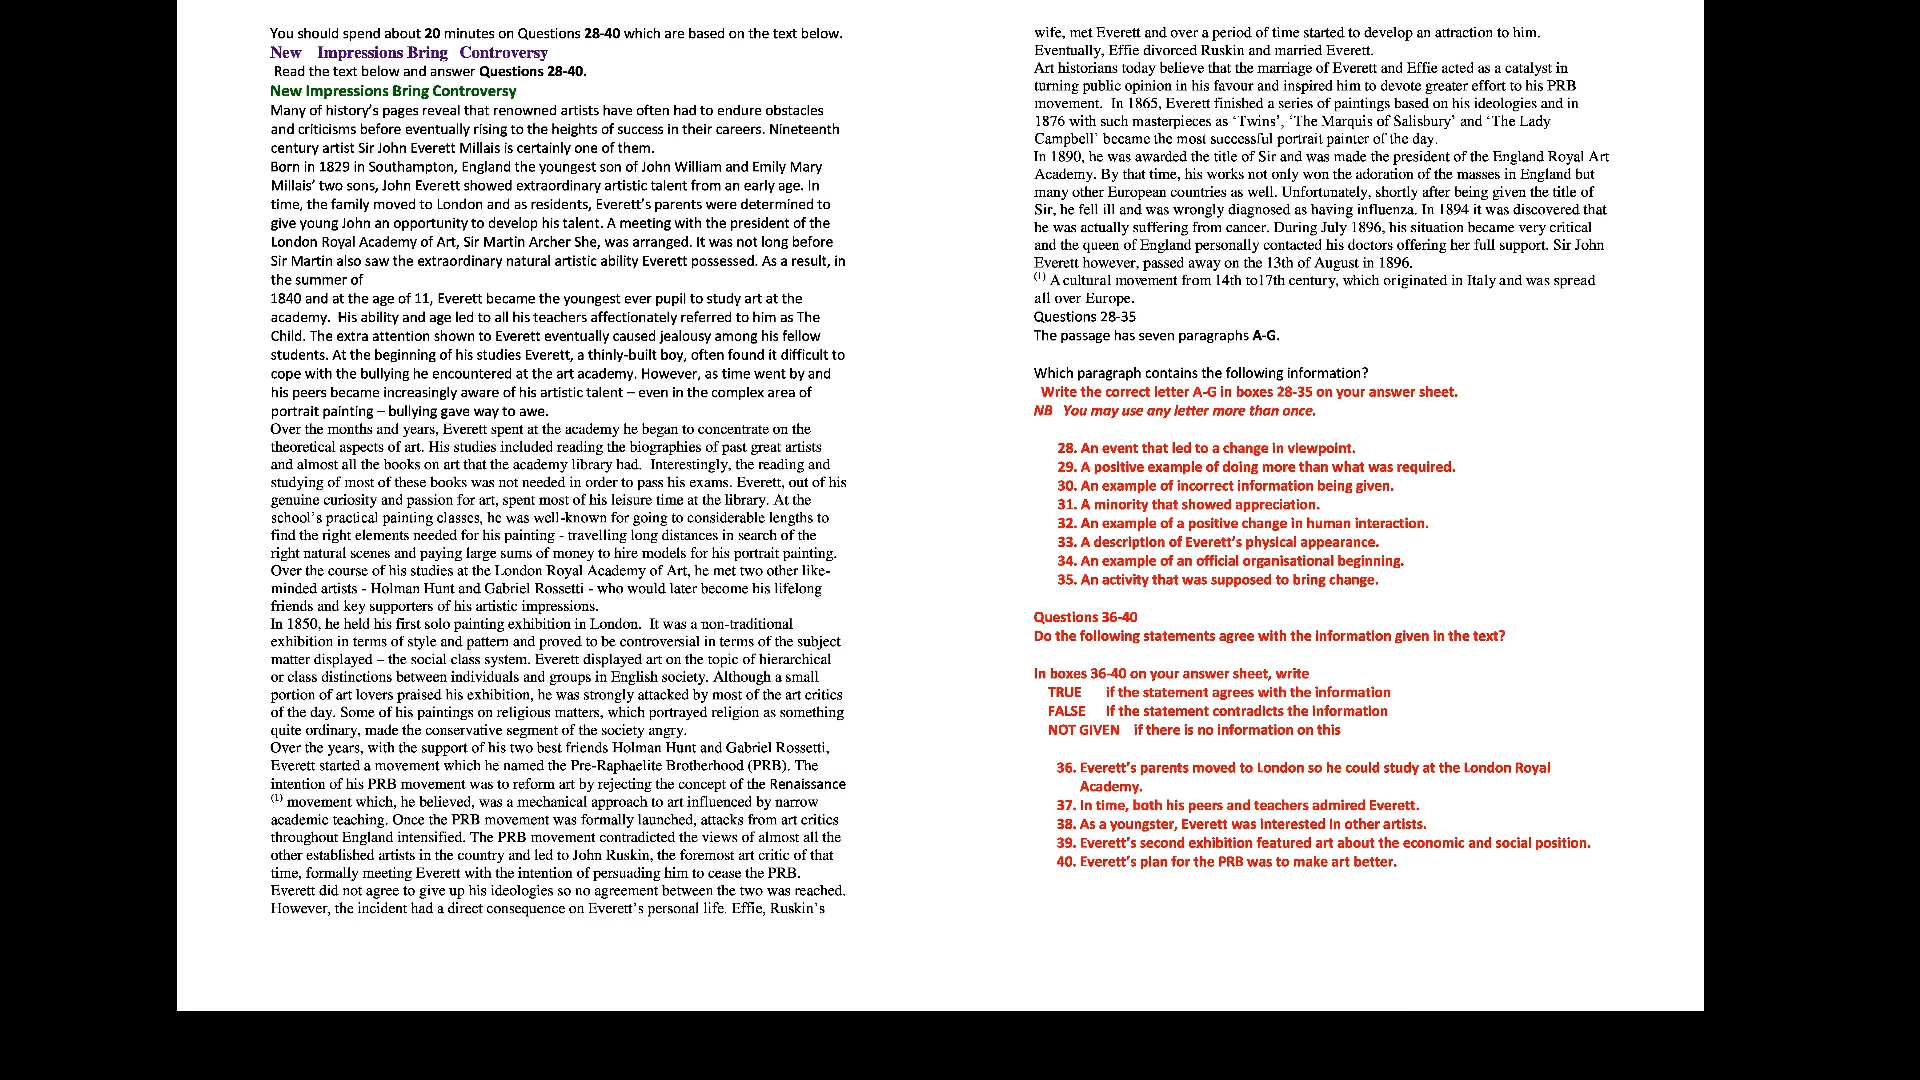 You should spend about 20 minutes on Questions 28-40 which are based on the text below.
New Impressions Bring Controversy
Read the text below and answer Questions 28-40.
New Impressions Bring Controversy
Many of history's pages reveal that renowned artists have often had to endure obstacles
and criticisms before eventually rising to the heights of success in their careers. Nineteenth
century artist Sir John Everett Millais is certainly one of them.
Born in 1829 in Southampton, England the youngest son of John William and Emily Mary
Millais' two sons, John Everett showed extraordinary artistic talent from an early age. In
time, the family moved to London and as residents, Everett's parents were determined to
give young John an opportunity to develop his talent. A meeting with the president of the
London Royal Academy of Art, Sir Martin Archer She, was arranged. It was not long before
Sir Martin also saw the extraordinary natural artistic ability Everett possessed. As a result, in
the summer of
1840 and at the age of 11, Everett became the youngest ever pupil to study art at the
academy. His ability and age led to all his teachers affectionately referred to him as The
Child. The extra attention shown to Everett eventually caused jealousy among his fellow
students. At the beginning of his studies Everett, a thinly-built boy, often found it difficult to
cope with the bullying he encountered at the art academy. However, as time went by and
his peers became increasingly aware of his artistic talent – even in the complex area of
portrait painting – bullying gave way to awe.
Over the months and years, Everett spent at the academy he began to concentrate on the
theoretical aspects of art. His studies included reading the biographies of past great artists
and almost all the books on art that the academy library had. Interestingly, the reading and
studying of most of these books was not needed in order to pass his exams. Everett, out of his
genuine curiosity and passion for art, spent most of his leisure time at the library. At the
school's practical painting classes, he was well-known for going to considerable lengths to
find the right elements needed for his painting - travelling long distances in search of the
right natural scenes and paying large sums of money to hire models for his portrait painting.
Over the course of his studies at the London Royal Academy of Art, he met two other like-
minded artists - Holman Hunt and Gabriel Rossetti - who would later become his lifelong
friends and key supporters of his artistic impressions.
In 1850, he held his first solo painting exhibition in London. It was a non-traditional
exhibition in terms of style and pattern and proved to be controversial in terms of the subject
matter displayed – the social class system. Everett displayed art on the topic of hierarchical
or class distinctions between individuals and groups in English society. Although a small
portion of art lovers praised his exhibition, he was strongly attacked by most of the art critics
of the day. Some of his paintings on religious matters, which portrayed religion as something
quite ordinary, made the conservative segment of the society angry.
Over the years, with the support of his two best friends Holman Hunt and Gabriel Rossetti,
Everett started a movement which he named the Pre-Raphaelite Brotherhood (PRB). The
intention of his PRB movement was to reform art by rejecting the concept of the Renaissance
(1) movement which, he believed, was a mechanical approach to art influenced by narrow
academic teaching. Once the PRB movement was formally launched, attacks from art critics
throughout England intensified. The PRB movement contradicted the views of almost all the
other established artists in the country and led to John Ruskin, the foremost art critic of that
time, formally meeting Everett with the intention of persuading him to cease the PRB.
Everett did not agree to give up his ideologies so no agreement between the two was reached.
However, the incident had a direct consequence on Everett's personal life. Effie, Ruskin's
wife, met Everett and over a period of time started to develop an attraction to him.
Eventually, Effie divorced Ruskin and married Everett.
Art historians today believe that the marriage of Everett and Effie acted as a catalyst in
turning public opinion in his favour and inspired him to devote greater effort to his PRB
movement. In 1865, Everett finished a series of paintings based on his ideologies and in
1876 with such masterpieces as 'Twins', 'The Marquis of Salisbury' and 'The Lady
Campbell' became the most successful portrait painter of the day.
In 1890, he was awarded the title of Sir and was made the president of the England Royal Art
Academy. By that time, his works not only won the adoration of the masses in England but
many other European countries as well. Unfortunately, shortly after being given the title of
Sir, he fell ill and was wrongly diagnosed as having influenza. In 1894 it was discovered that
he was actually suffering from cancer. During July 1896, his situation became very critical
and the queen of England personally contacted his doctors offering her full support. Sir John
Everett however, passed away on the 13th of August in 1896.
(1) A cultural movement from 14th to17th century, which originated in Italy and was spread
all over Europe.
Questions 28-35
The passage has seven paragraphs A-G.
Which paragraph contains the following information?
Write the correct letter A-G in boxes 28-35 on your answer sheet.
NB You may use any letter more than once.
28. An event that led to a change in viewpoint.
29. A positive example of doing more than what was required.
30. An example of incorrect information being given.
31. A minority that showed appreciation.
32. An example of a positive change in human interaction.
33. A description of Everett's physical appearance.
34. An example of an official organisational beginning.
35. An activity that was supposed to bring change.
Questions 36-40
Do the following statements agree with the information given in the text?
In boxes 36-40 on your answer sheet, write
TRUE if the statement agrees with the information
FALSE if the statement contradicts the information
NOT GIVEN if there is no information on this
36. Everett's parents moved to London so he could study at the London Royal
Academy.
37. In time, both his peers and teachers admired Everett.
38. As a youngster, Everett was interested in other artists.
39. Everett's second exhibition featured art about the economic and social position.
40. Everett's plan for the PRB was to make art better.